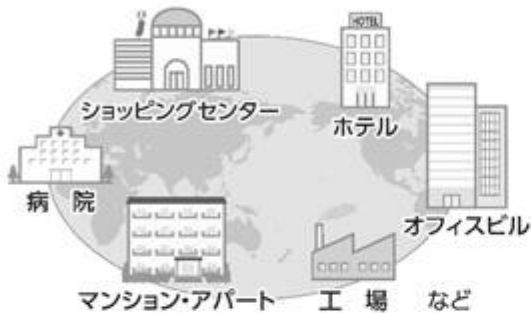 HOTEL
ショッピングセンター
ホテル
病 院
オフィスビル
マンション・アパート
工 場 など